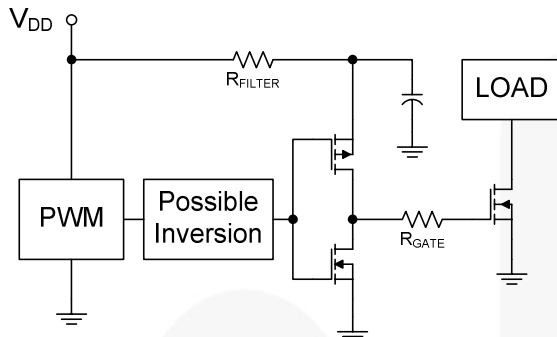 VDD
RFILTER
LOAD
PWM
Possible
Inversion
RGATE